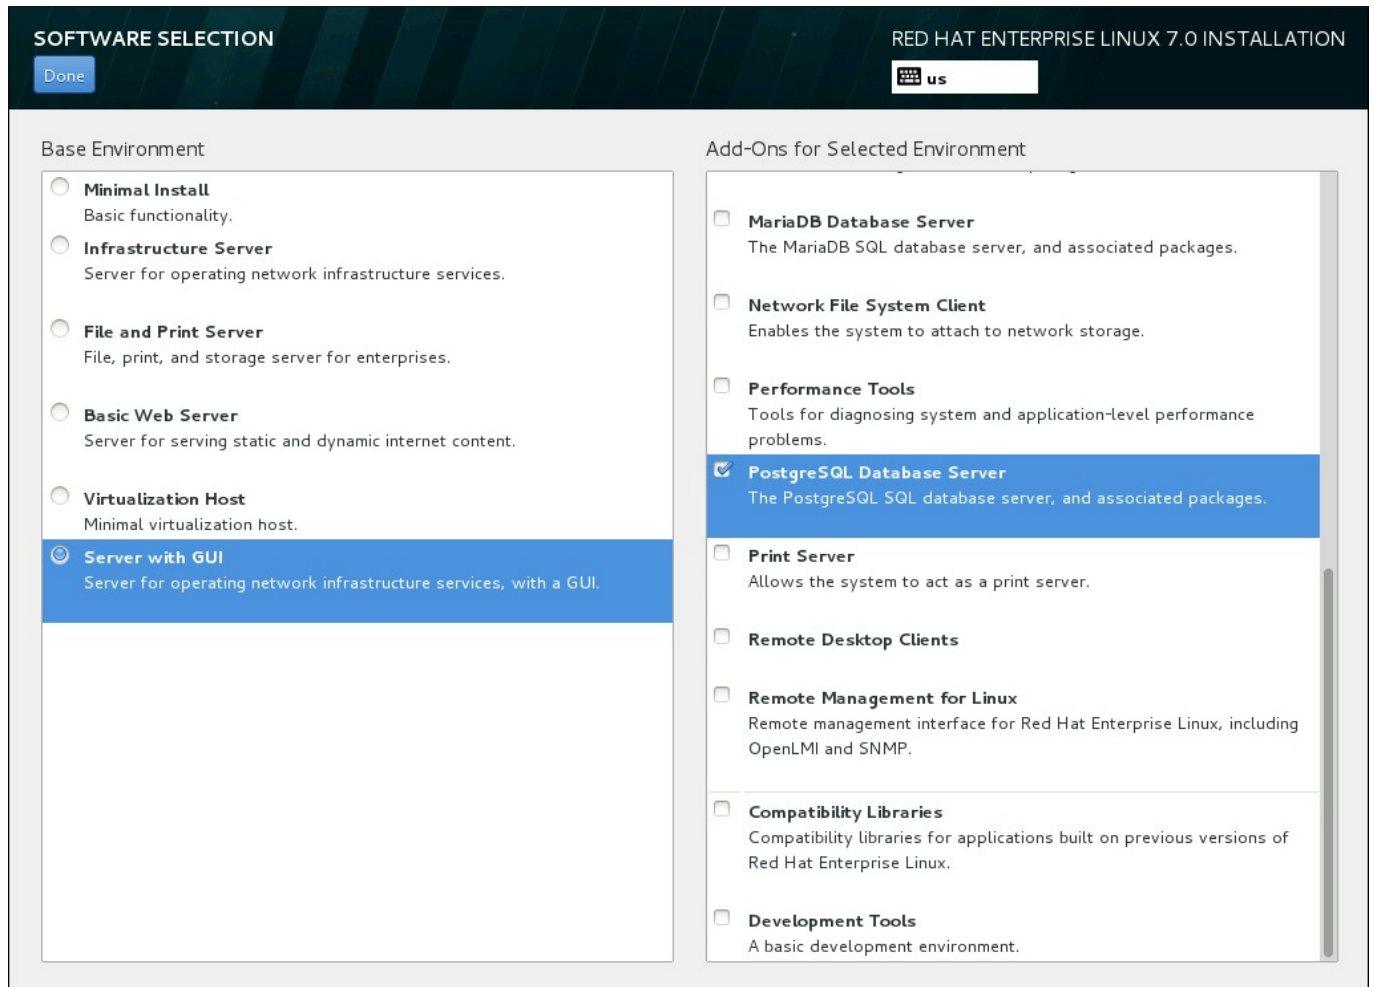 SOFTWARE SELECTION
RED HAT ENTERPRISE LINUX 7.0 INSTALLATION
Done
us
Base Environment
Minimal Install
Basic functionality.
Infrastructure Server
Server for operating network infrastructure services.
File and Print Server
File, print, and storage server for enterprises.
Basic Web Server
Server for serving static and dynamic internet content.
Virtualization Host
Minimal virtualization host.
Server with GUI
Server for operating network infrastructure services, with a GUI.
Add-Ons for Selected Environment
MariaDB Database Server
The MariaDB SQL database server, and associated packages.
Network File System Client
Enables the system to attach to network storage.
Performance Tools
Tools for diagnosing system and application-level performance
problems.
PostgreSQL Database Server
The PostgreSQL SQL database server, and associated packages.
Print Server
Allows the system to act as a print server.
Remote Desktop Clients
Remote Management for Linux
Remote management interface for Red Hat Enterprise Linux, including
OpenLMI and SNMP.
Compatibility Libraries
Compatibility libraries for applications built on previous versions of
Red Hat Enterprise Linux.
Development Tools
A basic development environment.